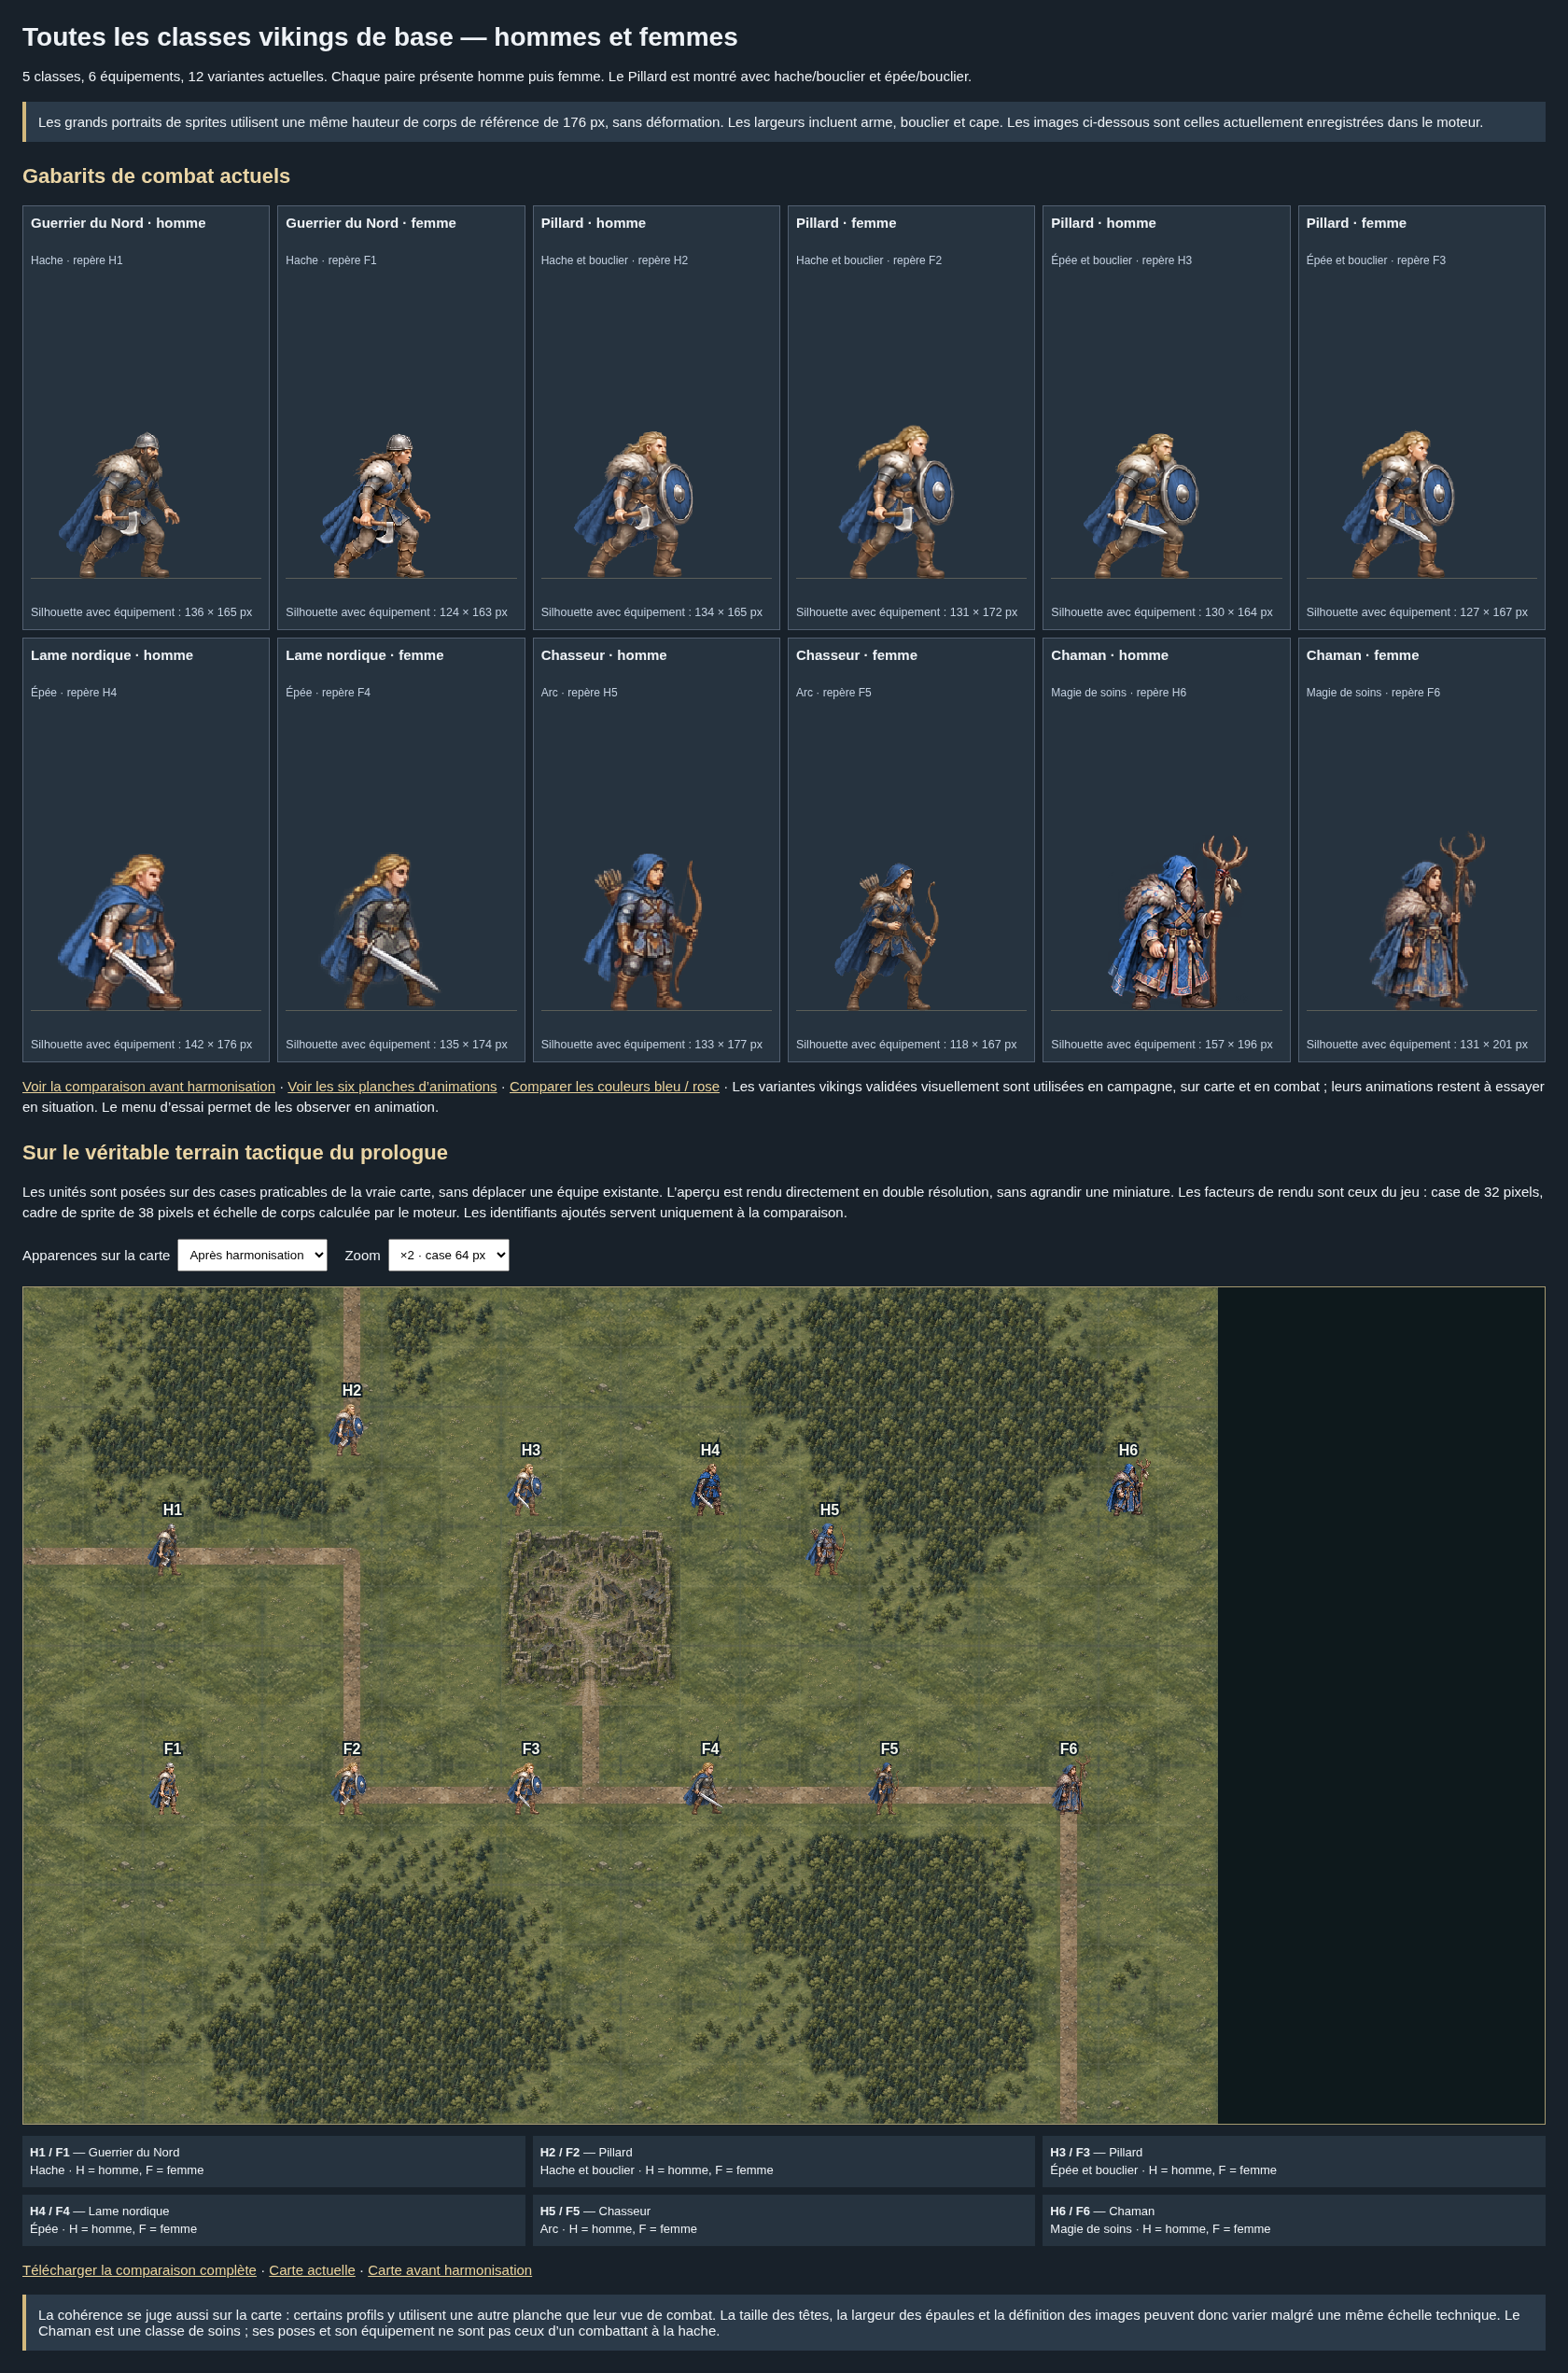 Toutes les classes vikings de base — hommes et femmes
5 classes, 6 équipements, 12 variantes actuelles. Chaque paire présente homme puis femme. Le Pillard est montré avec hache/bouclier et épée/bouclier.
Les grands portraits de sprites utilisent une même hauteur de corps de référence de 176 px, sans déformation. Les largeurs incluent arme, bouclier et cape. Les images ci-dessous sont celles actuellement enregistrées dans le moteur.
Gabarits de combat actuels
Guerrier du Nord · homme
Hache · repère H1
Silhouette avec équipement : 136 × 165 px
Guerrier du Nord · femme
Hache · repère F1
Silhouette avec équipement : 124 × 163 px
Pillard · homme
Hache et bouclier · repère H2
Silhouette avec équipement : 134 × 165 px
Pillard · femme
Hache et bouclier · repère F2
Silhouette avec équipement : 131 × 172 px
Pillard · homme
Épée et bouclier · repère H3
Silhouette avec équipement : 130 × 164 px
Pillard · femme
Épée et bouclier · repère F3
Silhouette avec équipement : 127 × 167 px
Lame nordique · homme
Épée · repère H4
Silhouette avec équipement : 142 × 176 px
Lame nordique · femme
Épée · repère F4
Silhouette avec équipement : 135 × 174 px
Chasseur · homme
Arc · repère H5
Silhouette avec équipement : 133 × 177 px
Chasseur · femme
Arc · repère F5
Silhouette avec équipement : 118 × 167 px
Chaman · homme
Magie de soins · repère H6
Silhouette avec équipement : 157 × 196 px
Chaman · femme
Magie de soins · repère F6
Silhouette avec équipement : 131 × 201 px
Voir la comparaison avant harmonisation · Voir les six planches d'animations · Comparer les couleurs bleu / rose · Les variantes vikings validées visuellement sont utilisées en campagne, sur carte et en combat ; leurs animations restent à essayer
en situation. Le menu d’essai permet de les observer en animation.
Sur le véritable terrain tactique du prologue
Les unités sont posées sur des cases praticables de la vraie carte, sans déplacer une équipe existante. L’aperçu est rendu directement en double résolution, sans agrandir une miniature. Les facteurs de rendu sont ceux du jeu : case de 32 pixels,
cadre de sprite de 38 pixels et échelle de corps calculée par le moteur. Les identifiants ajoutés servent uniquement à la comparaison.
Apparences sur la carte Après harmonisation Zoom ×2 · case 64 px
H2
H3
H4
H6
H1
H5
F1
F2
F3
F4
F5
F6
H1 / F1 — Guerrier du Nord
Hache · H = homme, F = femme
H2 / F2 — Pillard
Hache et bouclier · H = homme, F = femme
H3 / F3 — Pillard
Épée et bouclier · H = homme, F = femme
H4 / F4 — Lame nordique
Épée · H = homme, F = femme
H5 / F5 — Chasseur
Arc · H = homme, F = femme
H6 / F6 — Chaman
Magie de soins · H = homme, F = femme
Télécharger la comparaison complète · Carte actuelle · Carte avant harmonisation
La cohérence se juge aussi sur la carte : certains profils y utilisent une autre planche que leur vue de combat. La taille des têtes, la largeur des épaules et la définition des images peuvent donc varier malgré une même échelle technique. Le
Chaman est une classe de soins ; ses poses et son équipement ne sont pas ceux d’un combattant à la hache.